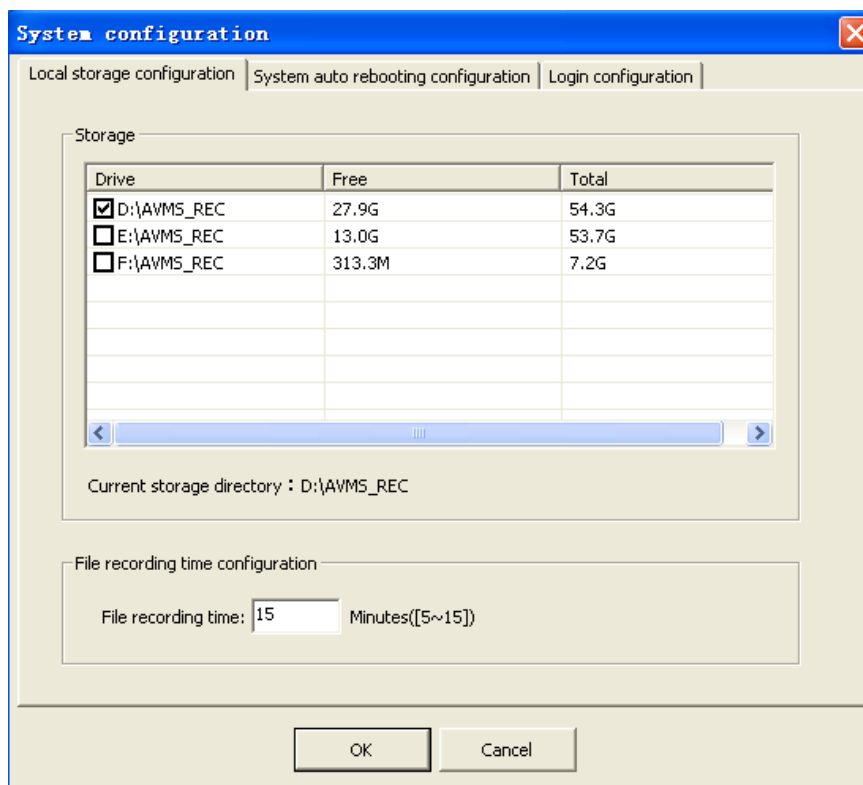 System configuration
Local storage configuration System auto rebooting configuration Login configuration
Storage
Drive Free Total
D:\AVMS_REC 27.9G 54.3G
E:\AVMS_REC 13.0G 53.7G
F:\AVMS_REC 313.3M 7.2G
Current storage directory：D:\AVMS_REC
File recording time configuration
File recording time: 15 Minutes([5~15])
OK Cancel